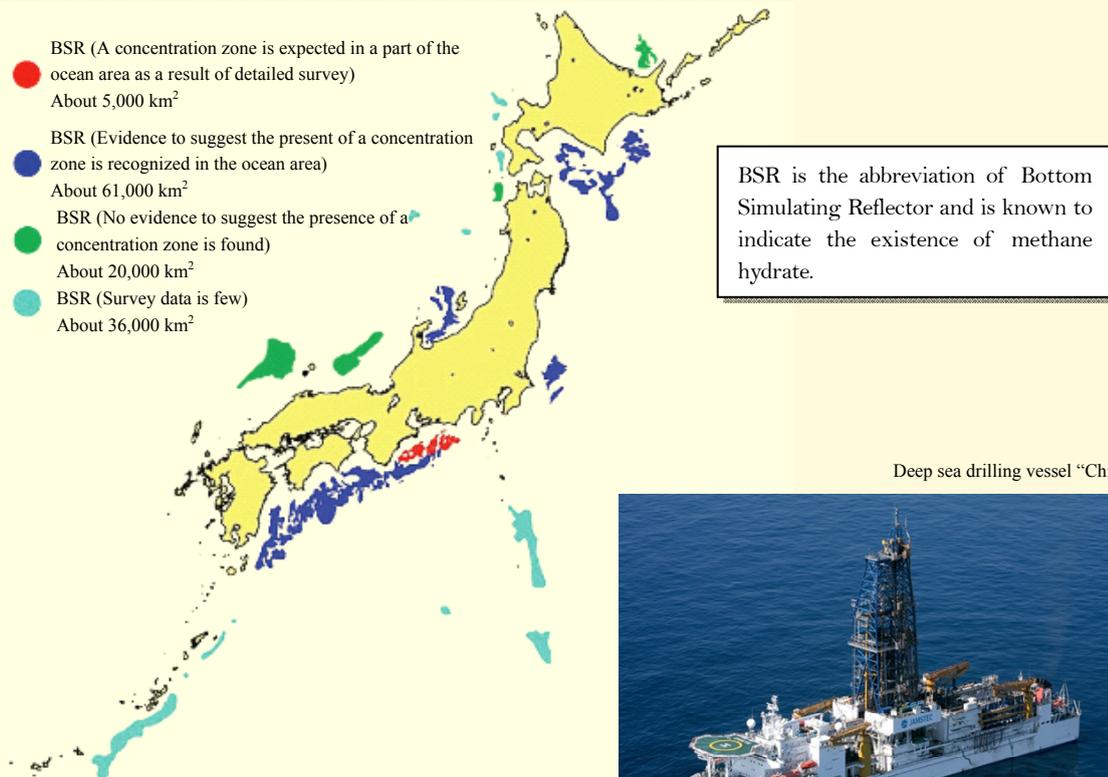 BSR (A concentration zone is expected in a part of the
ocean area as a result of detailed survey)
About 5,000 km²
BSR (Evidence to suggest the present of a concentration
zone is recognized in the ocean area)
About 61,000 km²
BSR (No evidence to suggest the presence of a
concentration zone is found)
About 20,000 km²
BSR (Survey data is few)
About 36,000 km²
BSR is the abbreviation of Bottom
Simulating Reflector and is known to
indicate the existence of methane
hydrate.
Deep sea drilling vessel “Ch
JAMSTEC